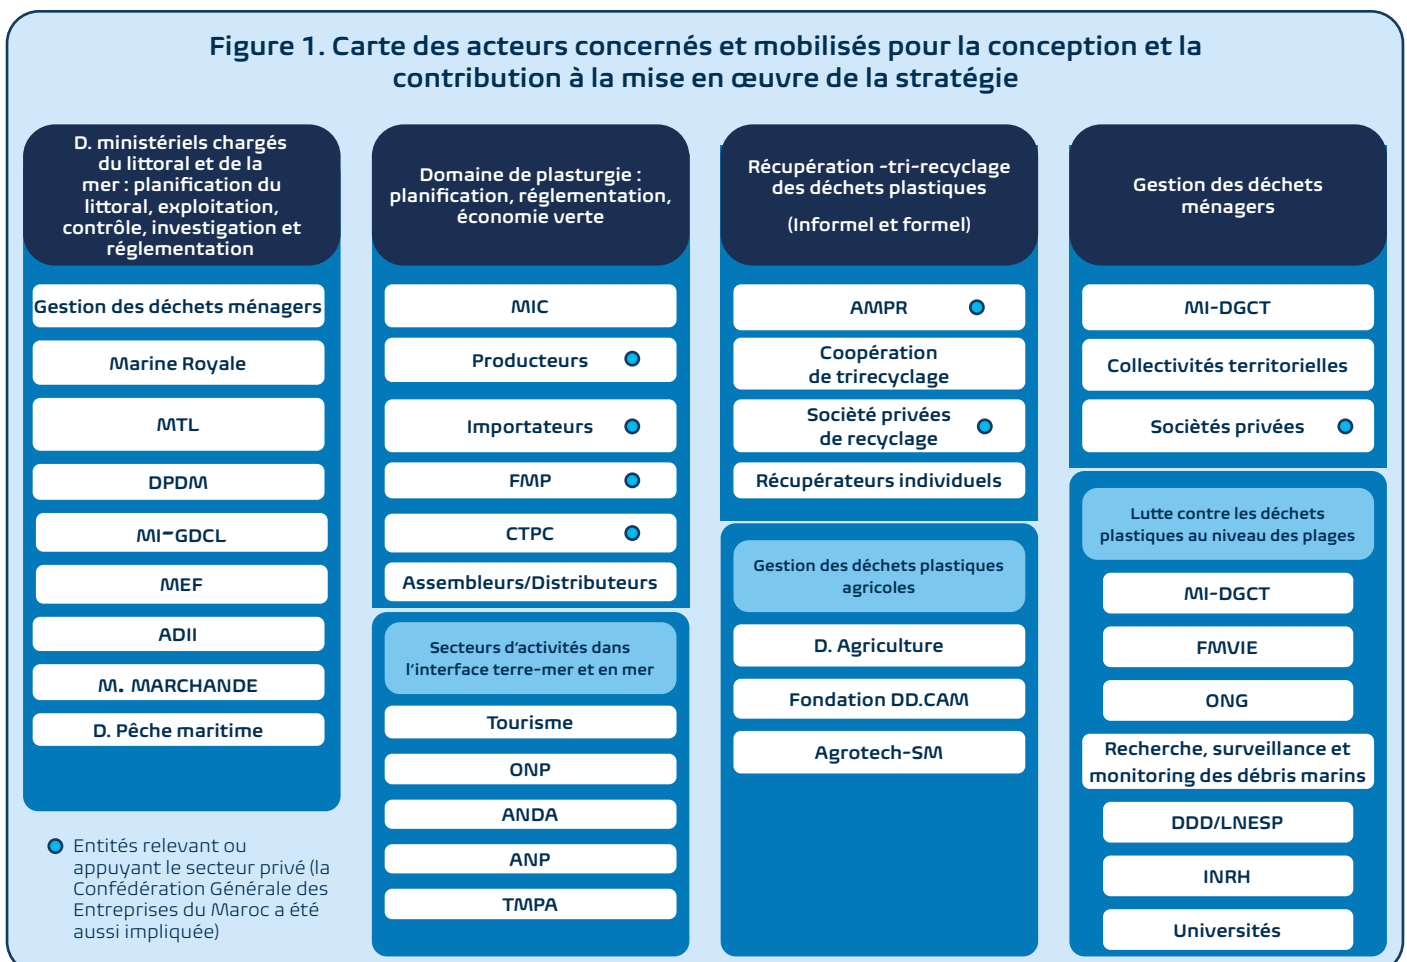 Figure 1. Carte des acteurs concernés et mobilisés pour la conception et la
contribution à la mise en œuvre de la stratégie
D. ministériels chargés
du littoral et de la
mer : planification du
littoral, exploitation,
contrôle, investigation et
réglementation
Gestion des déchets ménagers
Marine Royale
MTL
DPDM
MI-GDCL
MEF
ADII
M. MARCHANDE
D. Pêche maritime
Entités relevant ou
appuyant le secteur privé (la
Confédération Générale des
Entreprises du Maroc a été
aussi impliquée)
Domaine de plasturgie :
planification, réglementation,
économie verte
MIC
Producteurs
Importateurs
FMP
CTPC
Assembleurs/Distributeurs
Secteurs d'activités dans
l'interface terre-mer et en mer
Tourisme
ONP
ANDA
ANP
TMPA
Récupération -tri-recyclage
des déchets plastiques
(Informel et formel)
AMPR
Coopération
de trirecyclage
Socièté privées
de recyclage
Récupérateurs individuels
Gestion des déchets plastiques
agricoles
D. Agriculture
Fondation DD.CAM
Agrotech-SM
Gestion des déchets
ménagers
MI-DGCT
Collectivités territorielles
Sociètés privées
Lutte contre les déchets
plastiques au niveau des plages
MI-DGCT
FMVIE
ONG
Recherche, surveillance et
monitoring des débris marins
DDD/LNESP
INRH
Universités